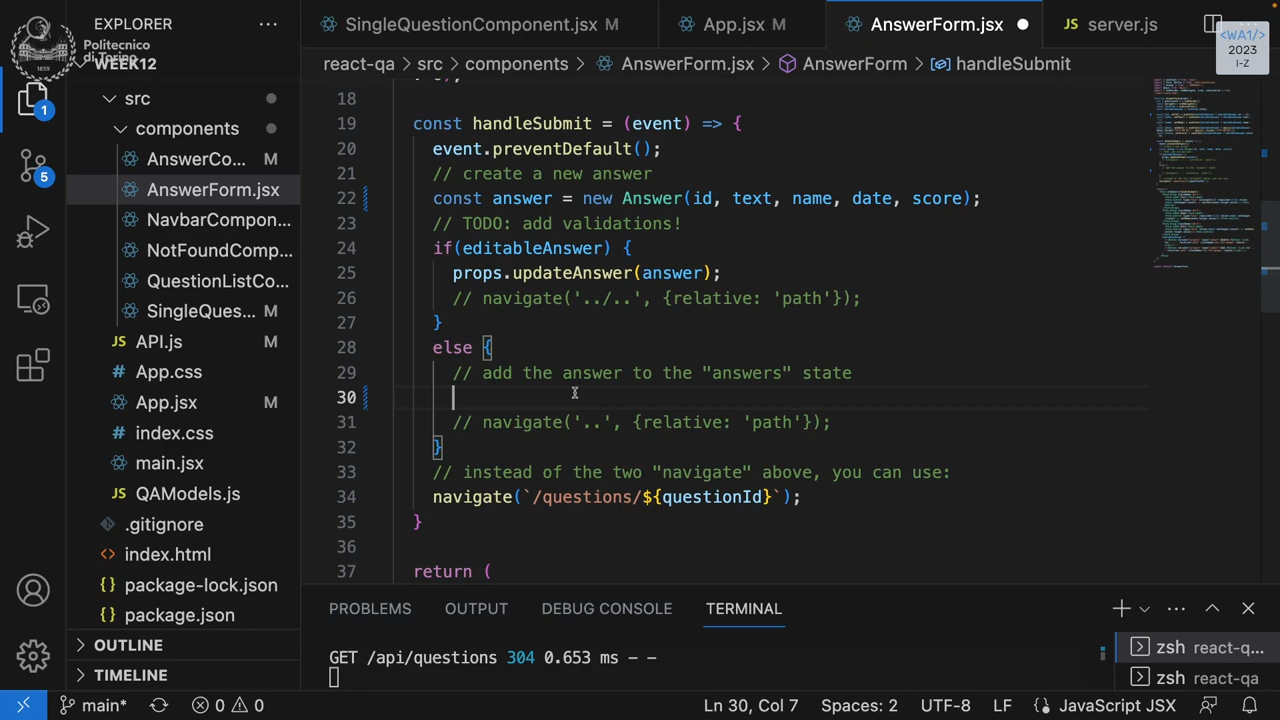 EXPLORER
SingleQuestionComponent.jsx M
App.jsx M
AnswerForm.jsx
JS server.js
Politecnico
di Torino
1859
WEEK12
<WA1/>
2023
I-Z
react-qa > src > components > AnswerForm.jsx > AnswerForm > handleSubmit
src
components
AnswerCo... M
AnswerForm.jsx
NavbarCompon...
NotFoundComp...
QuestionListCo...
SingleQues... M
JS API.js M
App.css
App.jsx M
index.css
main.jsx
JS QAModels.js
.gitignore
<> index.html
{} package-lock.json
{} package.json
OUTLINE
TIMELINE
1
5
18
19 const handleSubmit = (event) => {
20 event.preventDefault();
21 // create a new answer
22 const answer = new Answer(id, text, name, date, score);
23 // TODO: add validations!
24 if(editableAnswer) {
25 props.updateAnswer(answer);
26 // navigate('../..', {relative: 'path'});
27 }
28 else {
29 // add the answer to the "answers" state
30
31 // navigate('..', {relative: 'path'});
32 }
33 // instead of the two "navigate" above, you can use:
34 navigate(`/questions/${questionId}`);
35 }
36
37 return (
PROBLEMS OUTPUT DEBUG CONSOLE TERMINAL
GET /api/questions 304 0.653 ms - -
zsh react-q...
zsh react-qa
main* 0 0 Ln 30, Col 7 Spaces: 2 UTF-8 LF {} JavaScript JSX